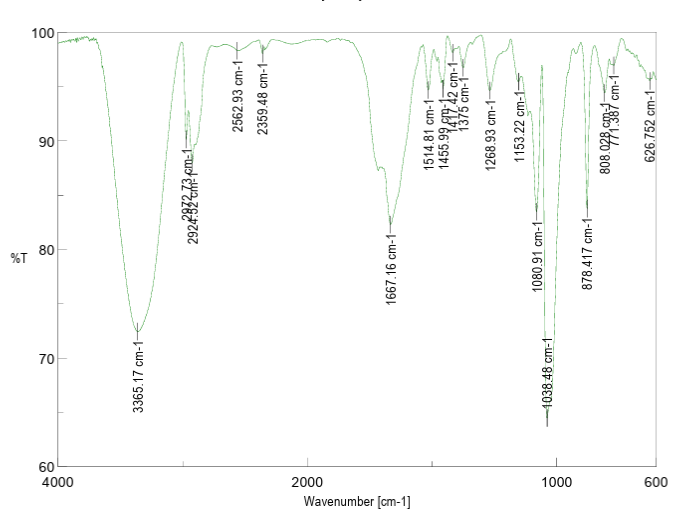 100
90
80
%T
70
60
4000
2000
1000
600
Wavenumber [cm-1]
3365.17 cm-1
2972.73 cm-1
2924.52 cm-1
2562.93 cm-1
2359.48 cm-1
1667.16 cm-1
1514.81 cm-1
1455.99 cm-1
1417.42 cm-1
1375 cm-1
1268.93 cm-1
1153.22 cm-1
1080.91 cm-1
1038.48 cm-1
878.417 cm-1
808.028 cm-1
771.387 cm-1
626.752 cm-1